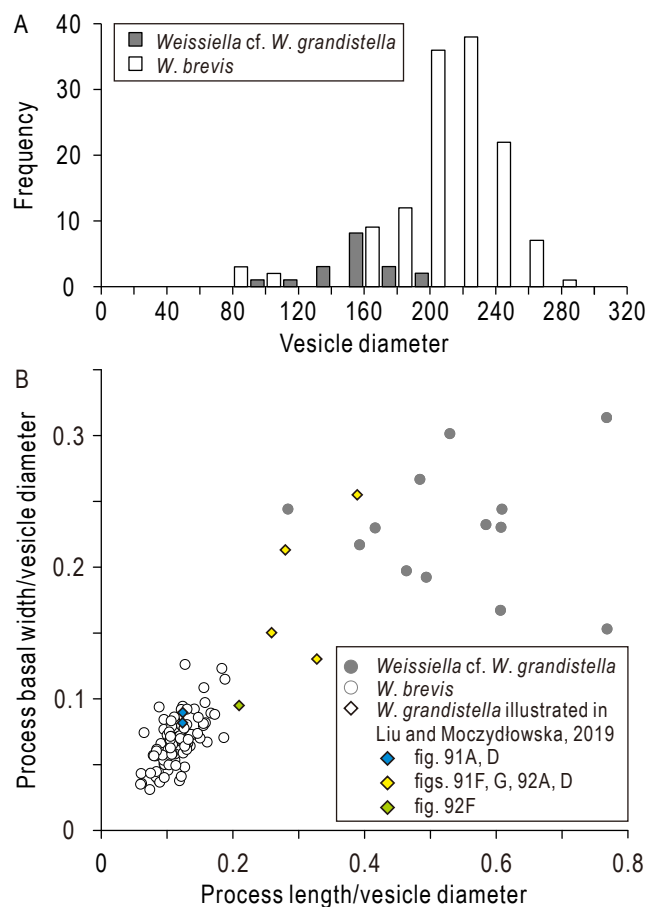 A
40
Weissiella cf. W. grandistella
W. brevis
30
Frequency
20
10
0
0 40 80 120 160 200 240 280 320
Vesicle diameter
B
Process basal width/vesicle diameter
0.3
0.2
0.1
0
Weissiella cf. W. grandistella
W. brevis
W. grandistella illustrated in
Liu and Moczydłowska, 2019
fig. 91A, D
figs. 91F, G, 92A, D
fig. 92F
0 0.2 0.4 0.6 0.8
Process length/vesicle diameter